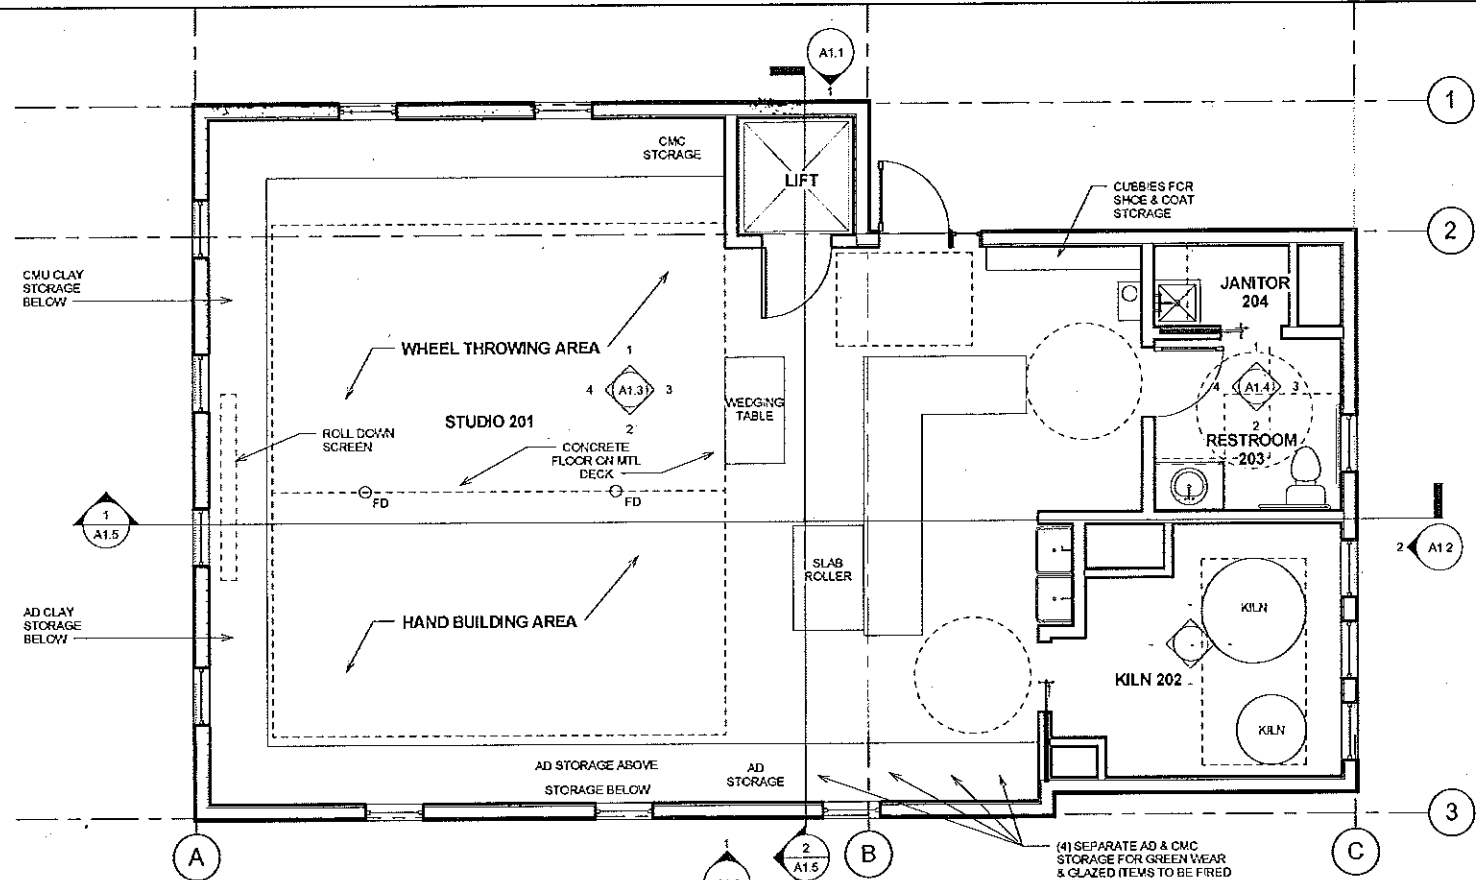 A1.1
1
1
CMC
STORAGE
LIFT
CUBBIES FOR
SHOE & COAT
STORAGE
2
CMU CLAY
STORAGE
BELOW
JANITOR
204
WHEEL THROWING AREA
1
4 A1.3 3
2
1
4 A1.4 3
2
WEDGING
TABLE
STUDIO 201
ROLL DOWN
SCREEN
CONCRETE
FLOOR ON MTL
DECK
RESTROOM
203
FD
FD
1
A1.5
2 A1.2
SLAB
ROLLER
AD CLAY
STORAGE
BELOW
HAND BUILDING AREA
KILN
KILN 202
KILN
AD STORAGE ABOVE
STORAGE BELOW
AD
STORAGE
3
A
1
2
A1.5
B
C
(4) SEPARATE AD & CMC
STORAGE FOR GREEN WEAR
& GLAZED ITEMS TO BE FIRED